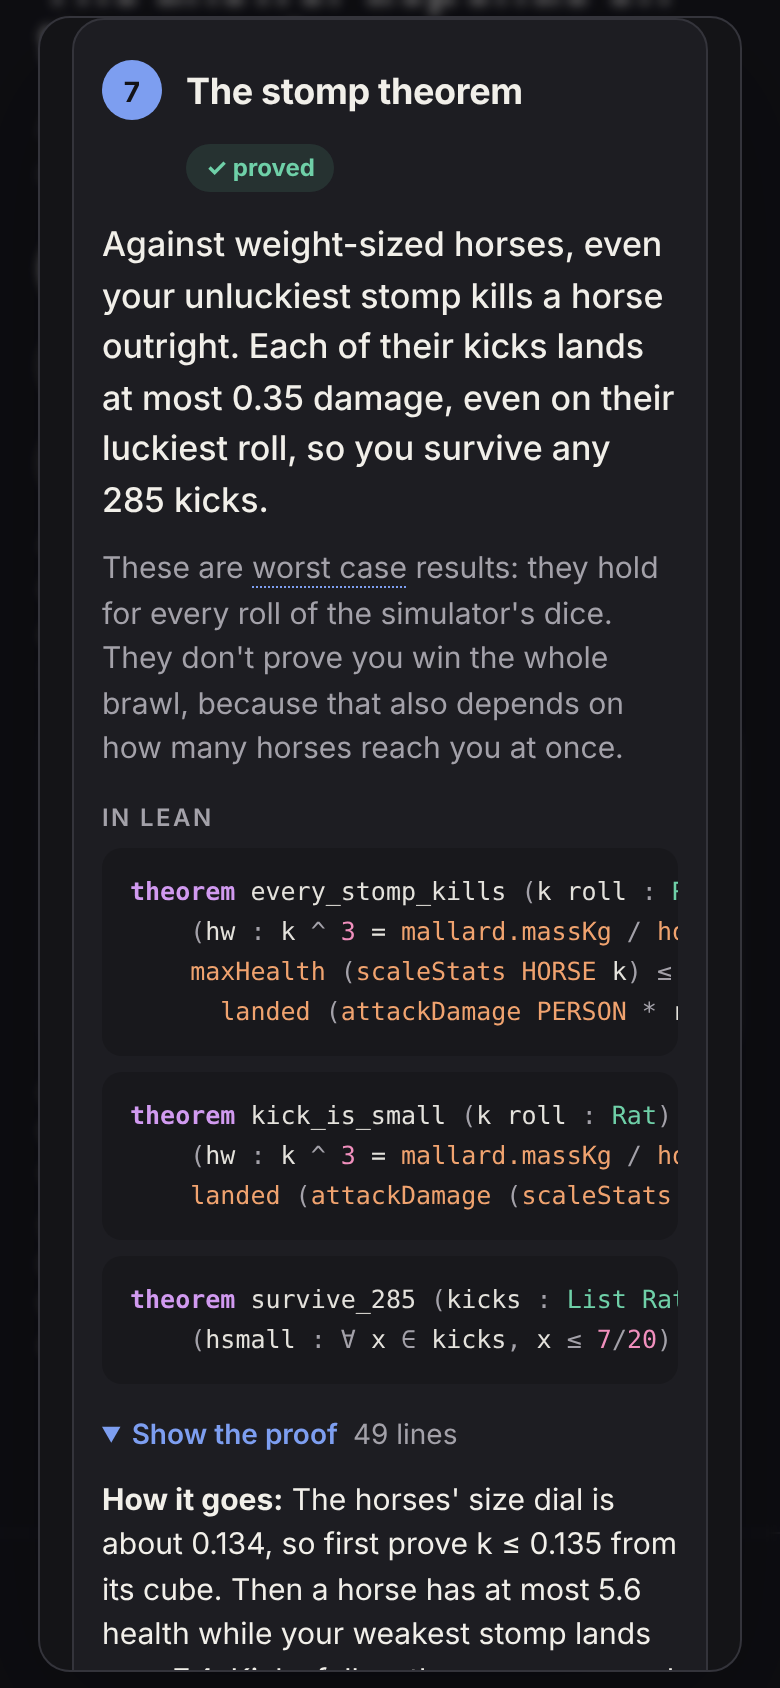 7 The stomp theorem
✓ proved
Against weight-sized horses, even
your unluckiest stomp kills a horse
outright. Each of their kicks lands
at most 0.35 damage, even on their
luckiest roll, so you survive any
285 kicks.
These are worst case results: they hold
for every roll of the simulator's dice.
They don't prove you win the whole
brawl, because that also depends on
how many horses reach you at once.
IN LEAN
theorem every_stomp_kills (k roll :
(hw : k ^ 3 = mallard.massKg /
maxHealth (scaleStats HORSE k) ≤
landed (attackDamage PERSON *
theorem kick_is_small (k roll : Rat)
(hw : k ^ 3 = mallard.massKg /
landed (attackDamage (scaleStats
theorem survive_285 (kicks : List Rat
(hsmall : ∀ x ∈ kicks, x ≤ 7/20)
▼ Show the proof 49 lines
How it goes: The horses' size dial is
about 0.134, so first prove k ≤ 0.135 from
its cube. Then a horse has at most 5.6
health while your weakest stomp lands